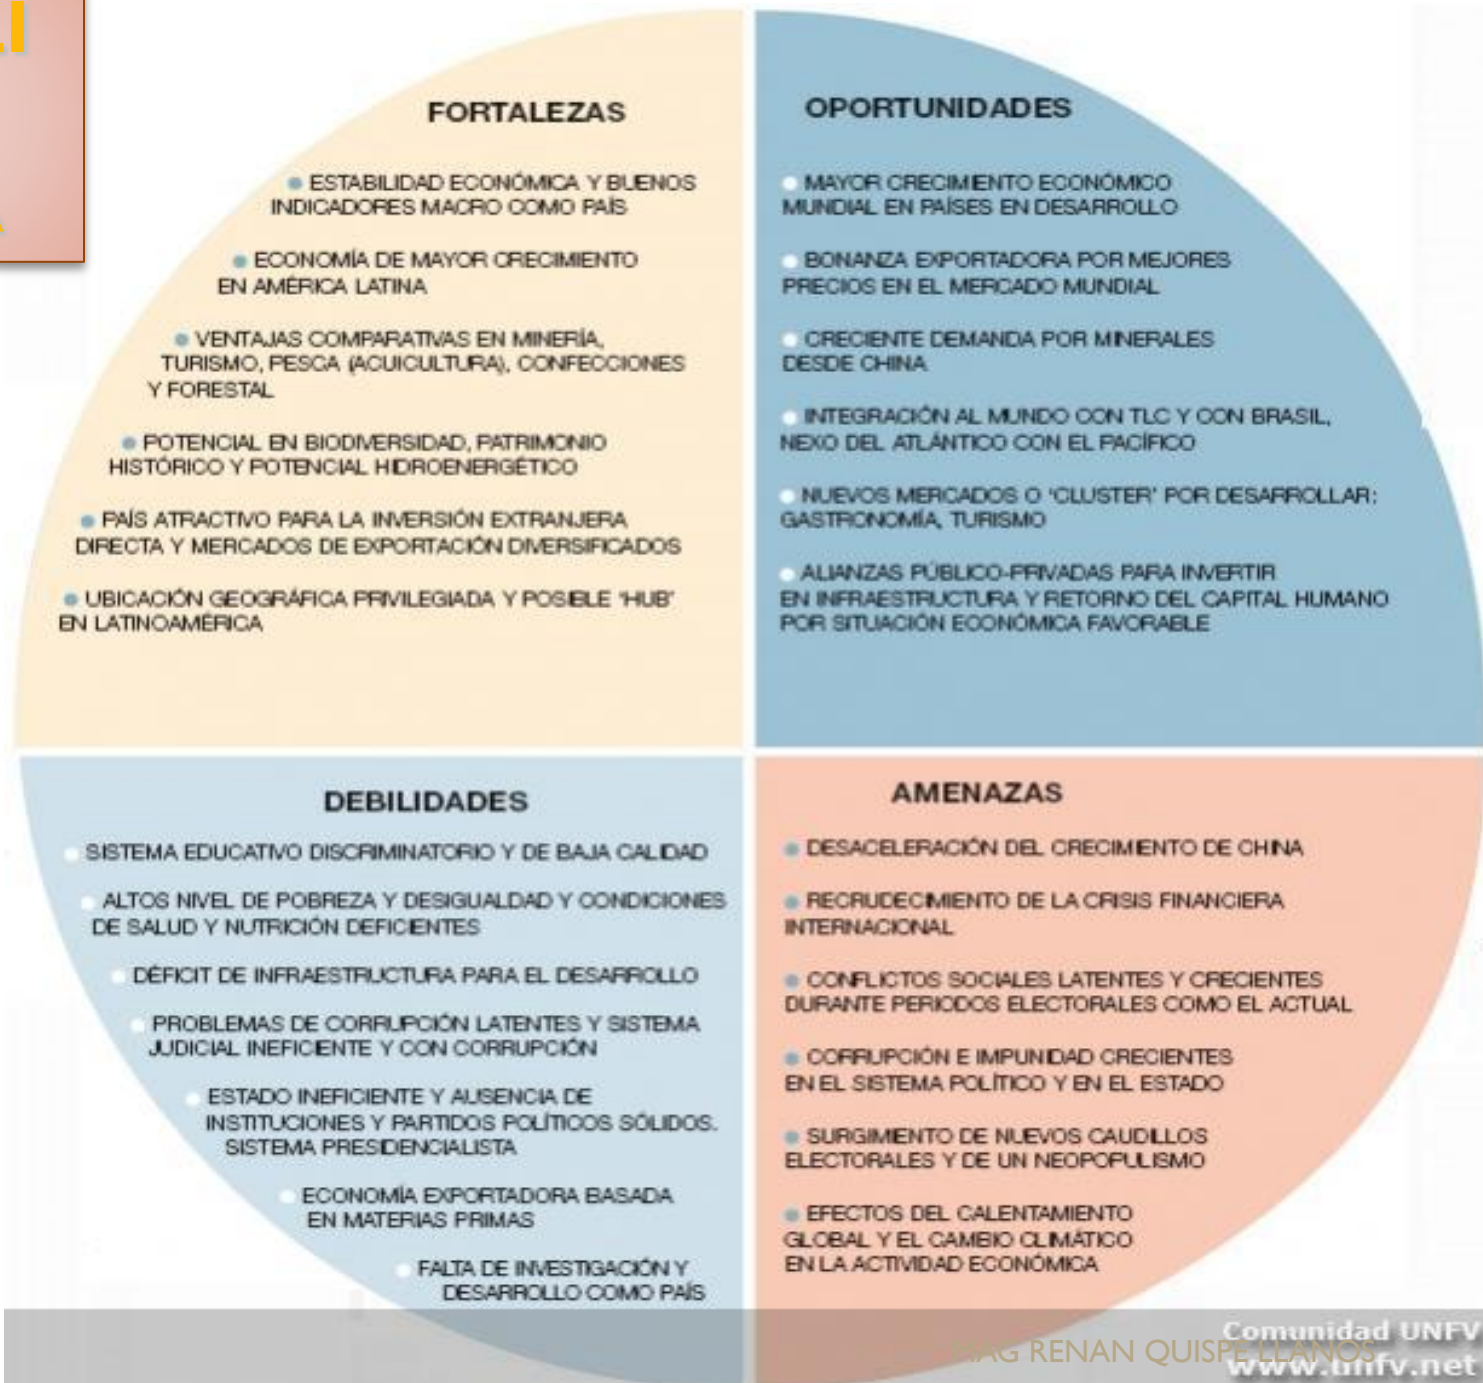 FORTALEZAS
ESTABILIDAD ECONÓMICA Y BUENOS
INDICADORES MACRO COMO PAÍS
ECONOMÍA DE MAYOR CRECIMIENTO
EN AMÉRICA LATINA
VENTAJAS COMPARATIVAS EN MINERÍA,
TURISMO, PESCA (ACUICULTURA), CONFECCIONES
Y FORESTAL
POTENCIAL EN BIODIVERSIDAD, PATRIMONIO
HISTÓRICO Y POTENCIAL HIDROENERGÉTICO
PAÍS ATRACTIVO PARA LA INVERSIÓN EXTRANJERA
DIRECTA Y MERCADOS DE EXPORTACIÓN DIVERSIFICADOS
UBICACIÓN GEOGRÁFICA PRIVILEGIADA Y POSIBLE 'HUB'
EN LATINOAMÉRICA
OPORTUNIDADES
MAYOR CRECIMIENTO ECONÓMICO
MUNDIAL EN PAÍSES EN DESARROLLO
BONANZA EXPORTADORA POR MEJORES
PRECIOS EN EL MERCADO MUNDIAL
CRECIENTE DEMANDA POR MINERALES
DESDE CHINA
INTEGRACIÓN AL MUNDO CON TLC Y CON BRASIL,
NEXO DEL ATLÁNTICO CON EL PACÍFICO
NUEVOS MERCADOS O 'CLUSTER' POR DESARROLLAR:
GASTRONOMÍA, TURISMO
ALIANZAS PÚBLICO-PRIVADAS PARA INVERTIR
EN INFRAESTRUCTURA Y RETORNO DEL CAPITAL HUMANO
POR SITUACIÓN ECONÓMICA FAVORABLE
DEBILIDADES
SISTEMA EDUCATIVO DISCRIMINATORIO Y DE BAJA CALIDAD
ALTOS NIVEL DE POBREZA Y DESIGUALDAD Y CONDICIONES
DE SALUD Y NUTRICIÓN DEFICIENTES
DÉFICIT DE INFRAESTRUCTURA PARA EL DESARROLLO
PROBLEMAS DE CORRUPCIÓN LATENTES Y SISTEMA
JUDICIAL INEFICIENTE Y CON CORRUPCIÓN
ESTADO INEFICIENTE Y AUSENCIA DE
INSTITUCIONES Y PARTIDOS POLÍTICOS SÓLIDOS.
SISTEMA PRESIDENCIALISTA
ECONOMÍA EXPORTADORA BASADA
EN MATERIAS PRIMAS
FALTA DE INVESTIGACIÓN Y
DESARROLLO COMO PAÍS
AMENAZAS
DESACELERACIÓN DEL CRECIMIENTO DE CHINA
RECRUDECIMIENTO DE LA CRISIS FINANCIERA
INTERNACIONAL
CONFLICTOS SOCIALES LATENTES Y CRECIENTES
DURANTE PERIODOS ELECTORALES COMO EL ACTUAL
CORRUPCIÓN E IMPUNIDAD CRECIENTES
EN EL SISTEMA POLÍTICO Y EN EL ESTADO
SURGIMIENTO DE NUEVOS CAUDILLOS
ELECTORALES Y DE UN NEOPOPULISMO
EFECTOS DEL CALENTAMIENTO
GLOBAL Y EL CAMBIO CLIMÁTICO
EN LA ACTIVIDAD ECONÓMICA
Comunidad UNFV
MAG RENAN QUISPE LLANOS
www.unfv.net